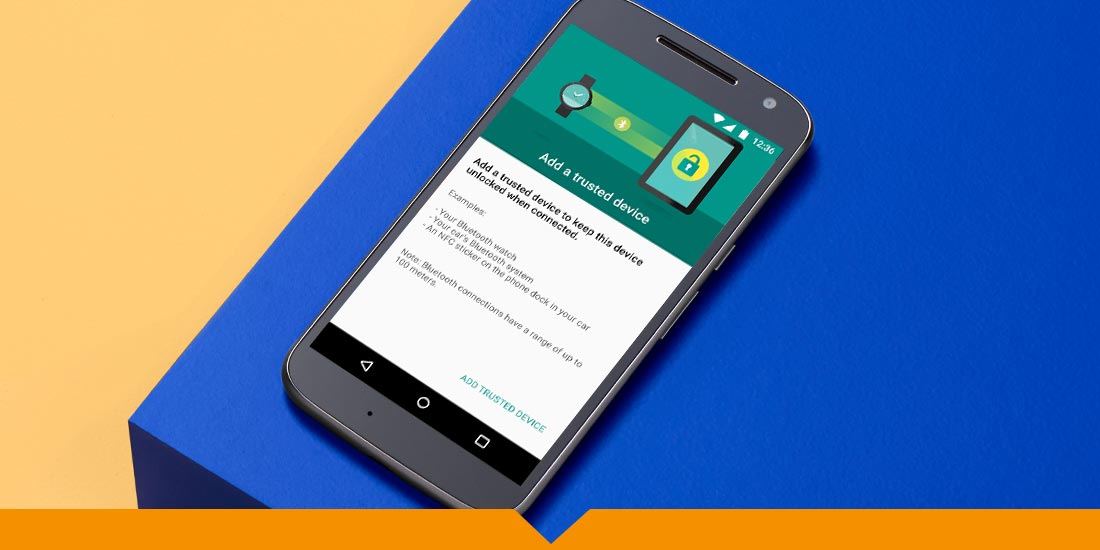 12:36
Add a trusted device
Add a trusted device to keep this device
unlocked when connected.
Examples:
- Your Bluetooth watch
- Your car's Bluetooth system
- An NFC sticker on the phone dock in your car
Note: Bluetooth connections have a range of up to
100 meters.
ADD TRUSTED DEVICE